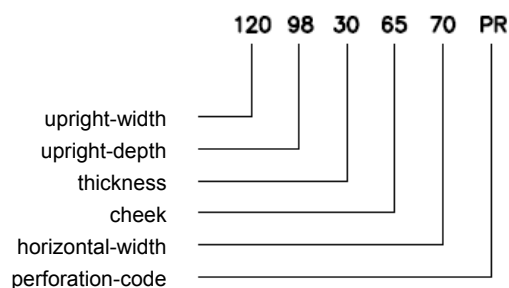 120 98 30 65 70 PR
upright-width
upright-depth
thickness
cheek
horizontal-width
perforation-code